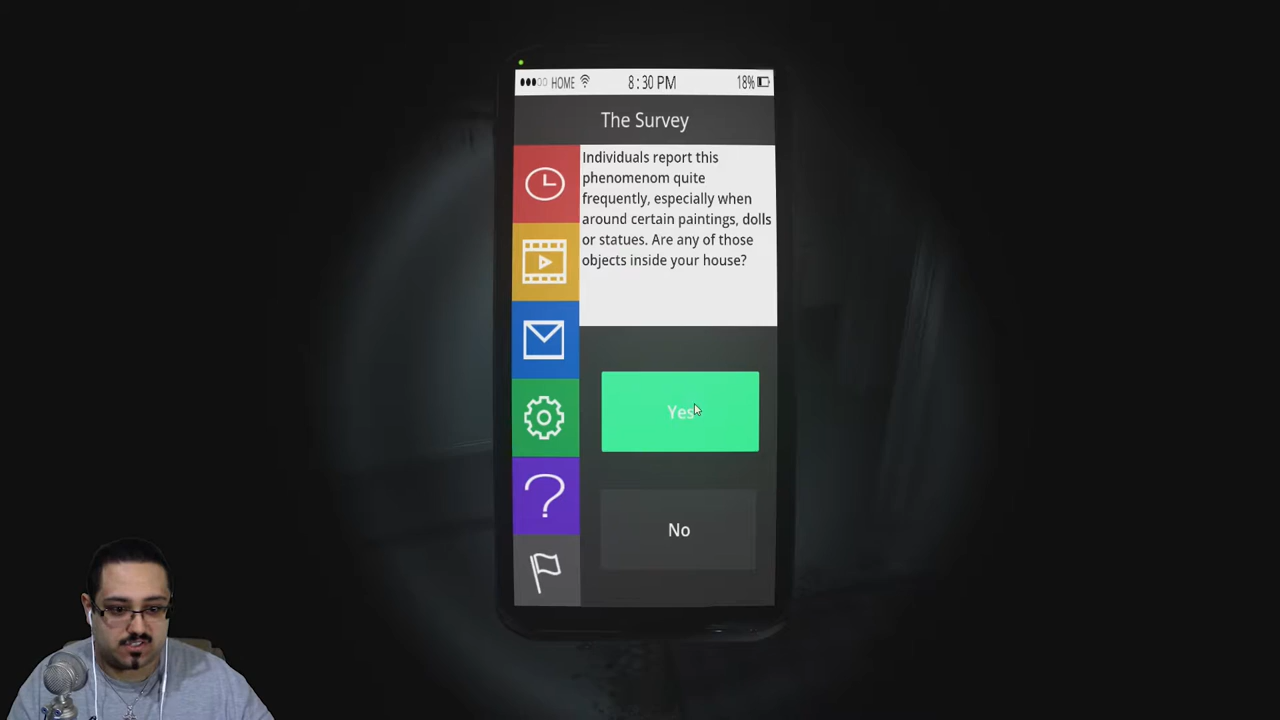 HOME 8:30 PM 18%
The Survey
Individuals report this
phenomenom quite
frequently, especially when
around certain paintings, dolls
or statues. Are any of those
objects inside your house?
Yes
No